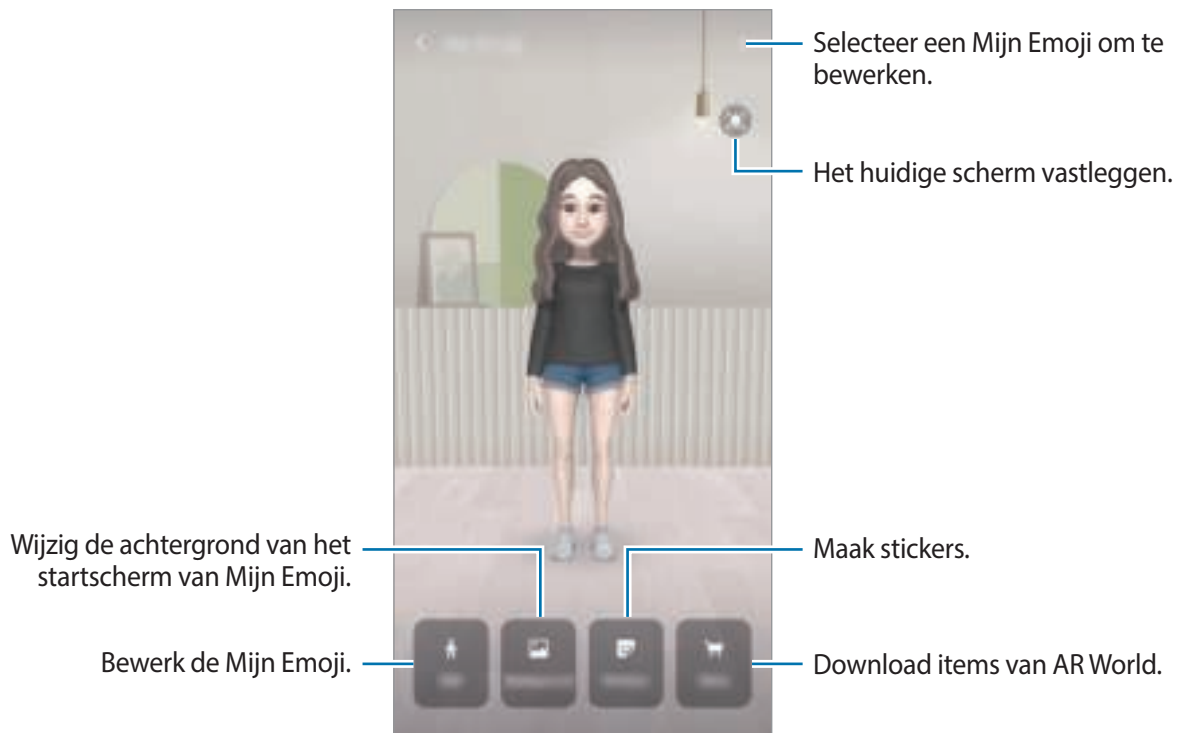 Selecteer een Mijn Emoji om te
bewerken.
Het huidige scherm vastleggen.
Wijzig de achtergrond van het
startscherm van Mijn Emoji.
Maak stickers.
Bewerk de Mijn Emoji.
Download items van AR World.